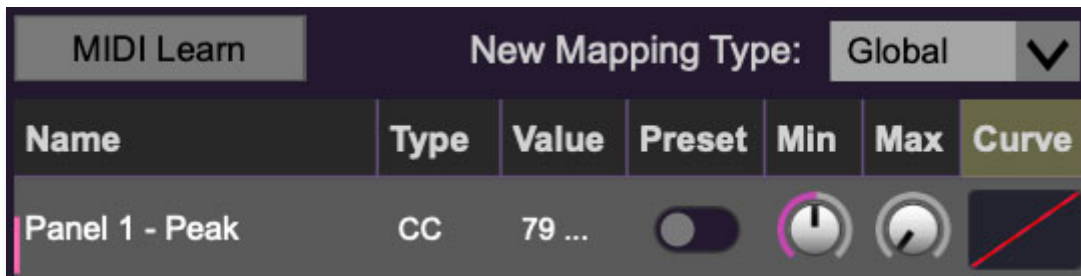 MIDI Learn New Mapping Type: Global
Name Type Value Preset Min Max Curve
Panel 1 - Peak CC 79 ...